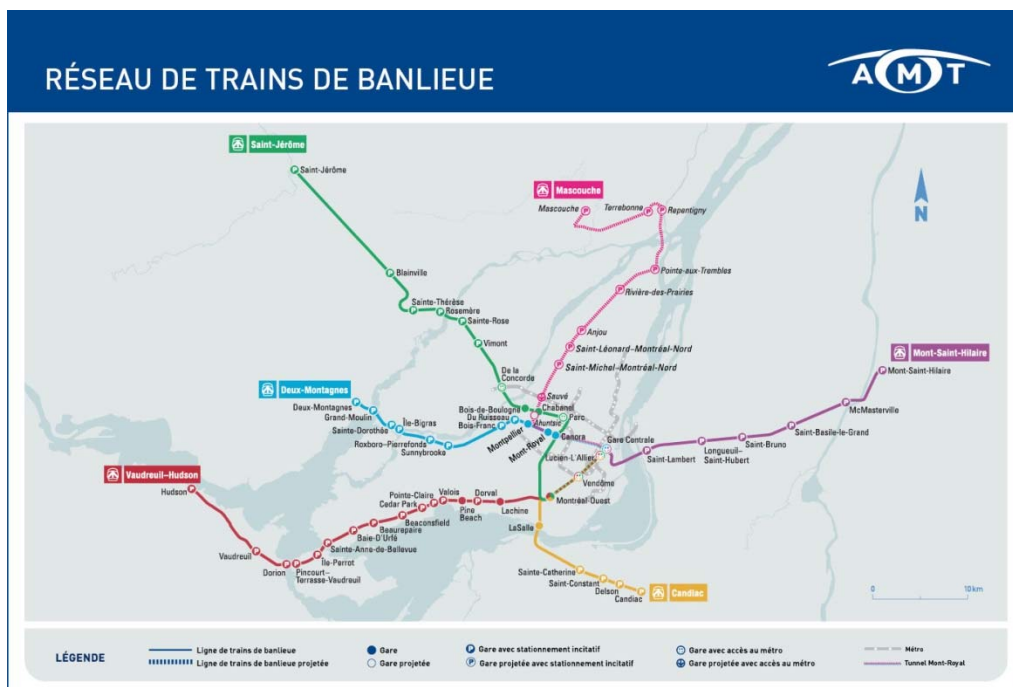 RÉSEAU DE TRAINS DE BANLIEUE
AMT
Saint-Jérôme
Saint-Jérôme
Mascouche
Mascouche
Terrebonne
Repentigny
N
Blainville
Pointe-aux-Trembles
Rivière-des-Prairies
Sainte-Thérèse
Rosemère
Sainte-Rose
Anjou
Vimont
Saint-Léonard–Montréal-Nord
Saint-Michel–Montréal-Nord
Mont-Saint-Hilaire
Mont-Saint-Hilaire
De la
Concorde
Deux-Montagnes
Sauvé
Deux-Montagnes
Grand-Moulin
Bois-de-Boulogne
Chabanel
McMasterville
Du Ruisseau
Ahuntsic
Parc
Île-Bigras
Sainte-Dorothée
Bois-Franc
Roxboro-Pierrefonds
Sunnybrooke
Montpellier
Mont-Royal
Canora
Gare Centrale
Saint-Basile-le-Grand
Saint-Bruno
Longueuil–
Saint-Hubert
Saint-Lambert
Lucien-L'Allier
Vendôme
Vaudreuil–Hudson
Hudson
Pointe-Claire
Valois
Dorval
Cedar Park
Beaconsfield
Pine
Beach
Lachine
Montréal-Ouest
Beaurepaire
Baie-D'Urfé
Sainte-Anne-de-Bellevue
LaSalle
Vaudreuil
Île-Perrot
Dorion
Pincourt–
Terrasse-Vaudreuil
Sainte-Catherine
Saint-Constant
Delson
Candiac
Candiac
0
10 km
LÉGENDE
Ligne de trains de banlieue
Ligne de trains de banlieue projetée
Gare
Gare projetée
Gare avec stationnement incitatif
Gare projetée avec stationnement incitatif
Gare avec accès au métro
Gare projetée avec accès au métro
Métro
Tunnel Mont-Royal